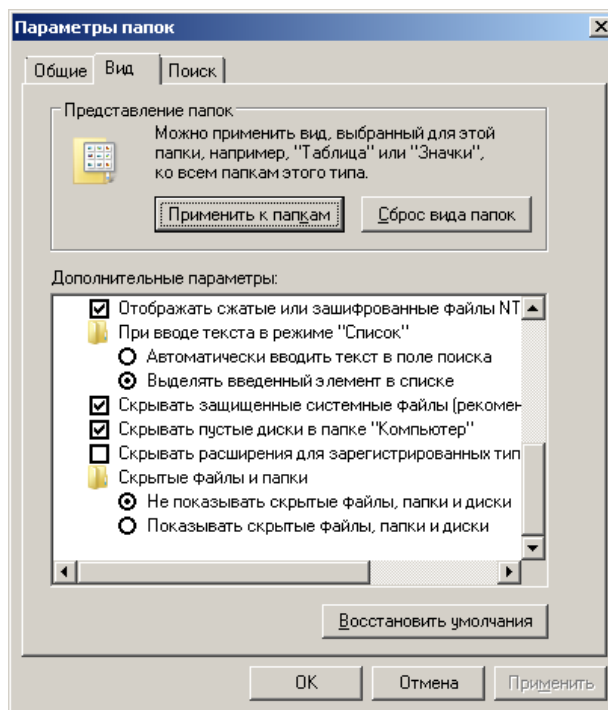 Параметры папок
Общие
Вид
Поиск
Представление папок
Можно применить вид, выбранный для этой
папки, например, "Таблица" или "Значки",
ко всем папкам этого типа.
Применить к папкам
Сброс вида папок
Дополнительные параметры:
Отображать сжатые или зашифрованные файлы NT
При вводе текста в режиме "Список"
Автоматически вводить текст в поле поиска
Выделять введенный элемент в списке
Скрывать защищенные системные файлы (рекомен
Скрывать пустые диски в папке "Компьютер"
Скрывать расширения для зарегистрированных тип
Скрытые файлы и папки
Не показывать скрытые файлы, папки и диски
Показывать скрытые файлы, папки и диски
Восстановить умолчания
ОК
Отмена
Применить